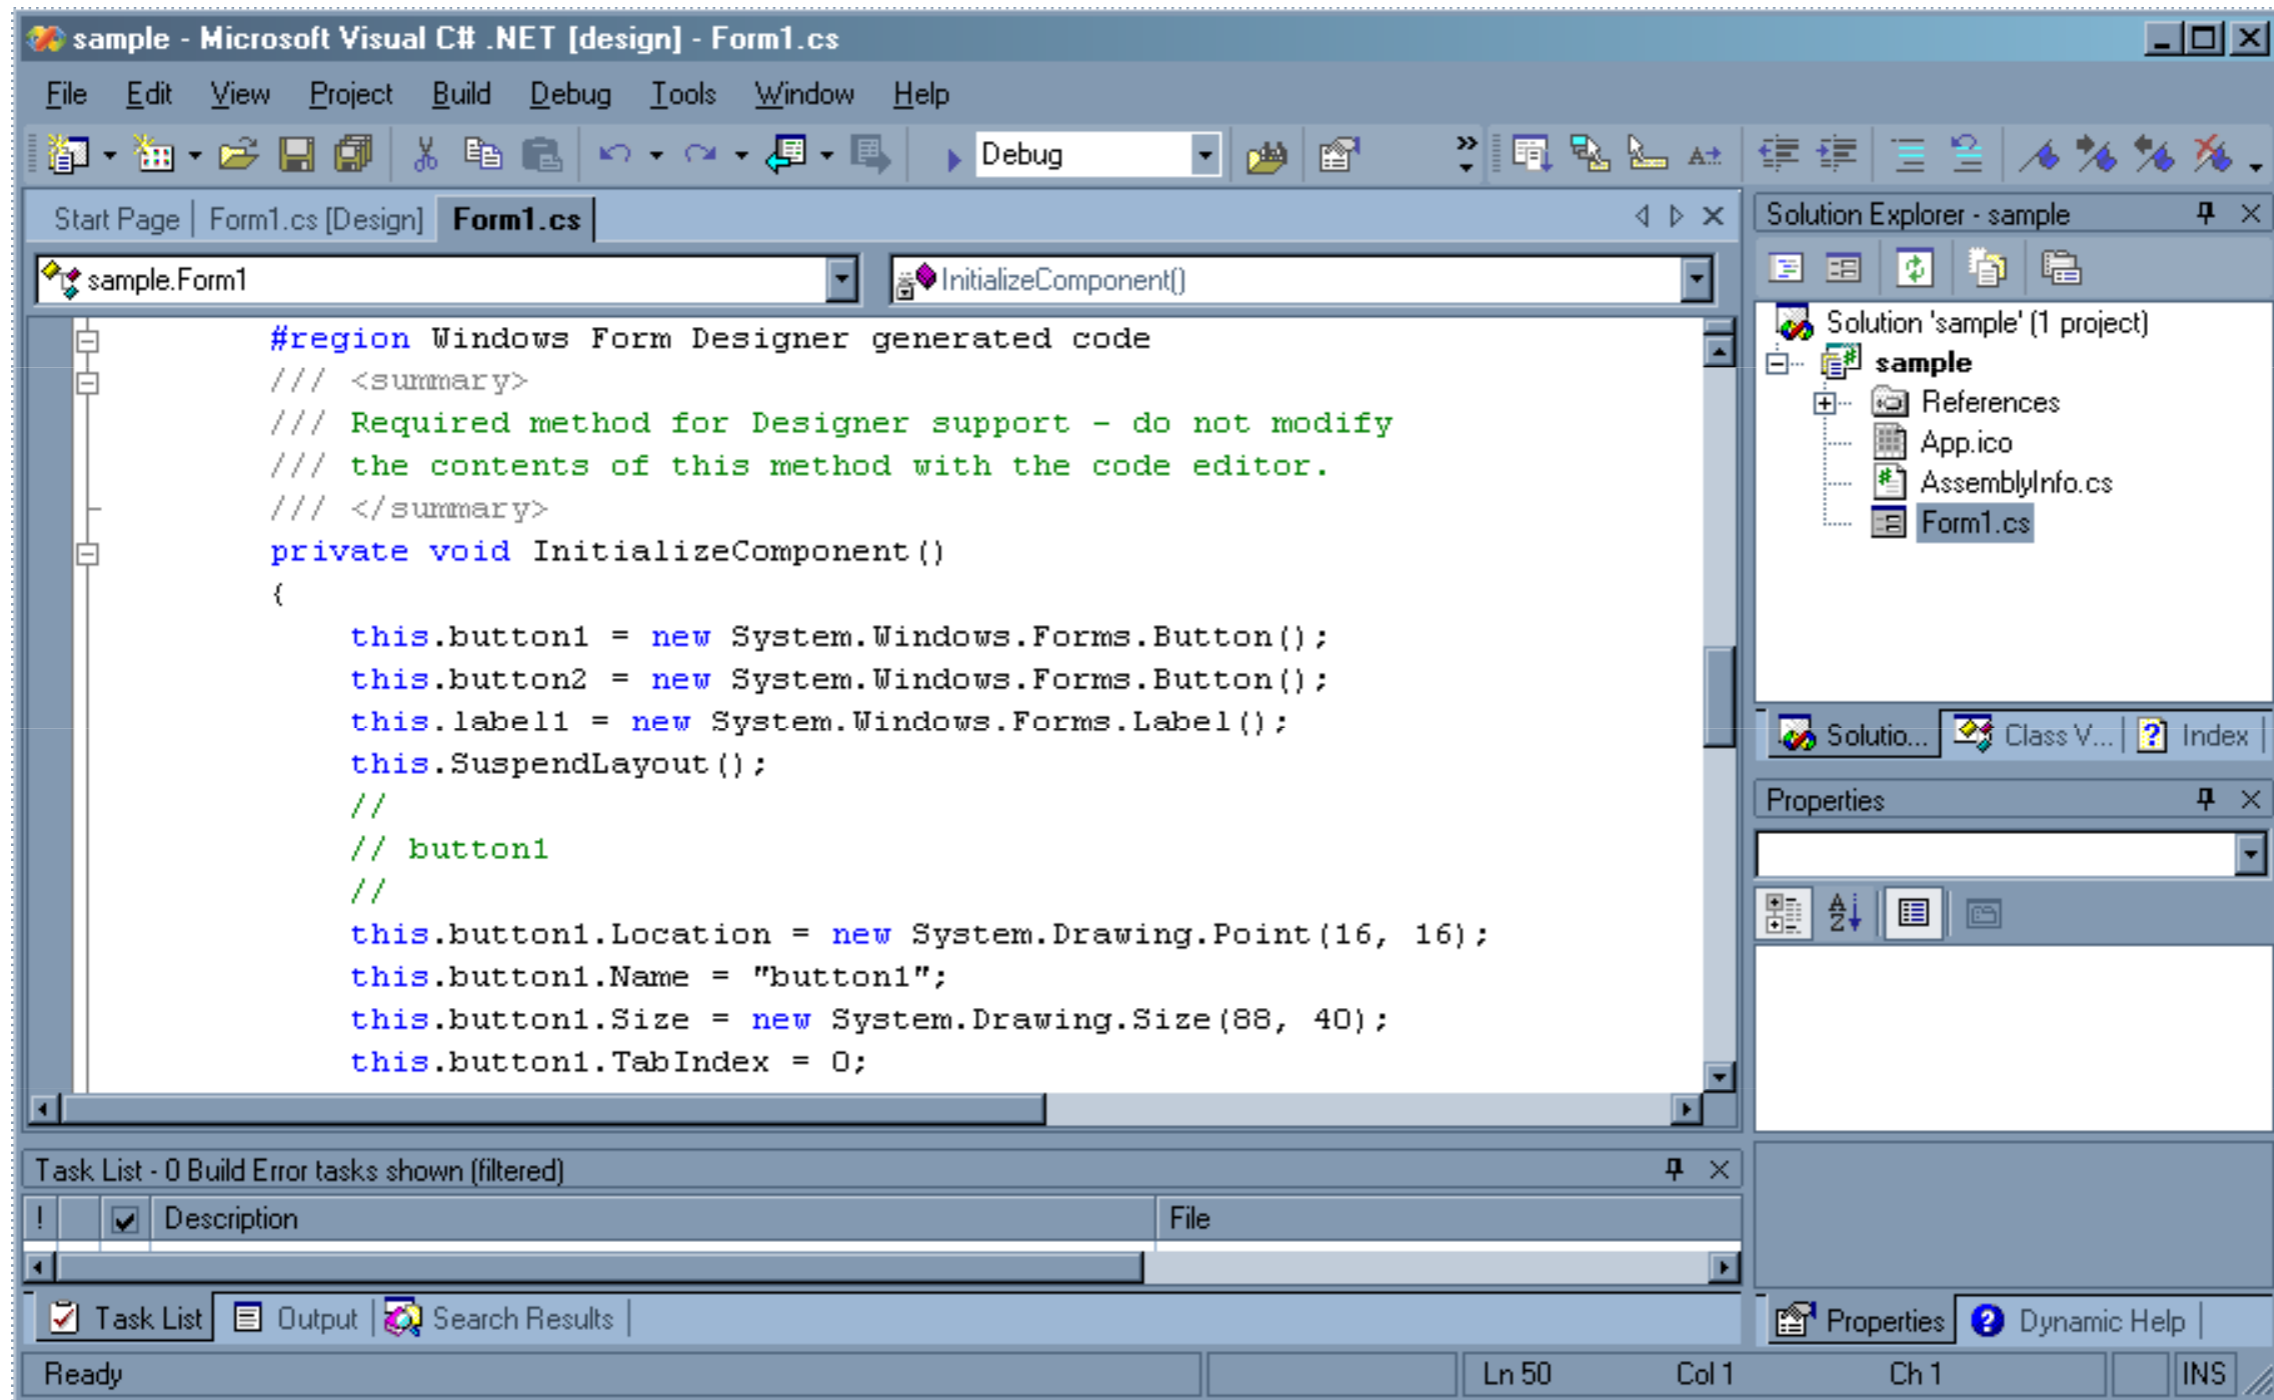 sample - Microsoft Visual C# .NET [design] - Form1.cs
File Edit View Project Build Debug Tools Window Help
Debug
Start Page Form1.cs [Design] Form1.cs
sample.Form1 InitializeComponent()
#region Windows Form Designer generated code
/// <summary>
/// Required method for Designer support - do not modify
/// the contents of this method with the code editor.
/// </summary>
private void InitializeComponent()
{
this.button1 = new System.Windows.Forms.Button();
this.button2 = new System.Windows.Forms.Button();
this.label1 = new System.Windows.Forms.Label();
this.SuspendLayout();
//
// button1
//
this.button1.Location = new System.Drawing.Point(16, 16);
this.button1.Name = "button1";
this.button1.Size = new System.Drawing.Size(88, 40);
this.button1.TabIndex = 0;
Solution Explorer - sample
Solution 'sample' (1 project)
sample
References
App.ico
AssemblyInfo.cs
Form1.cs
Solutio... Class V... Index
Properties
Task List - 0 Build Error tasks shown (filtered)
! Description File
Task List Output Search Results
Properties Dynamic Help
Ready Ln 50 Col 1 Ch 1 INS